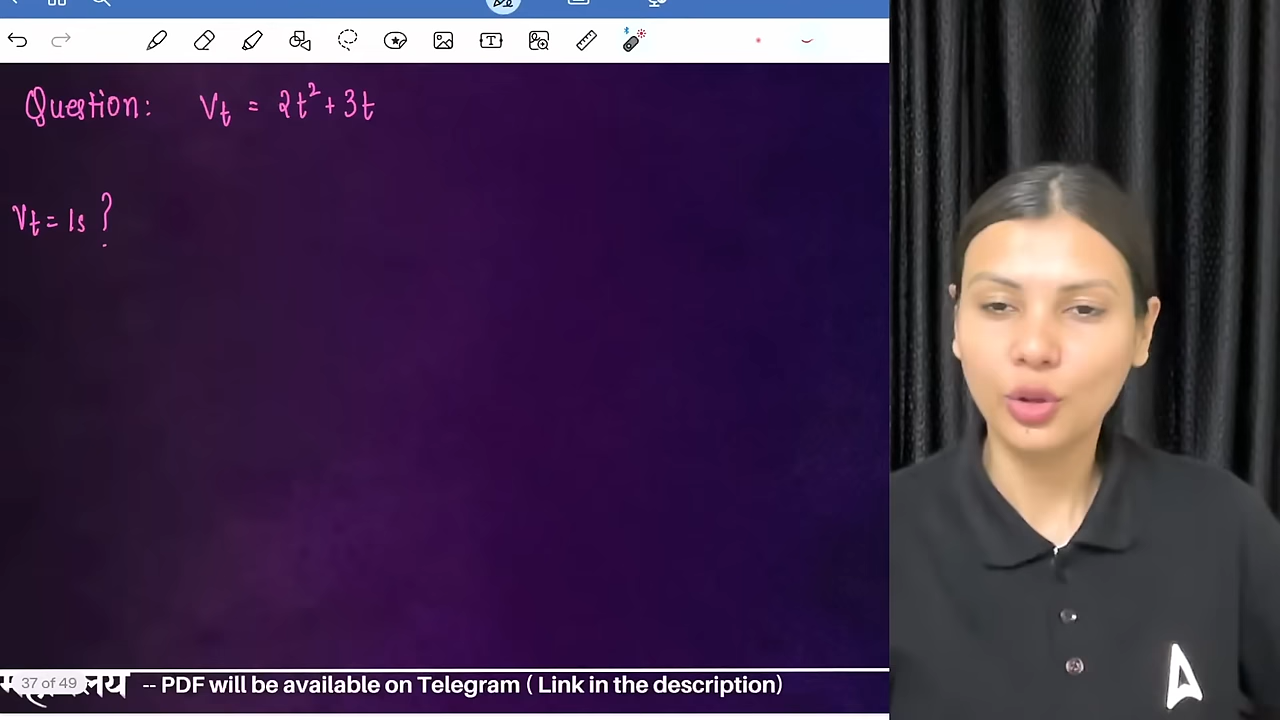 Question: Vt = 2t² + 3t
Vt = 1s ?
37 of 49
-- PDF will be available on Telegram ( Link in the description)